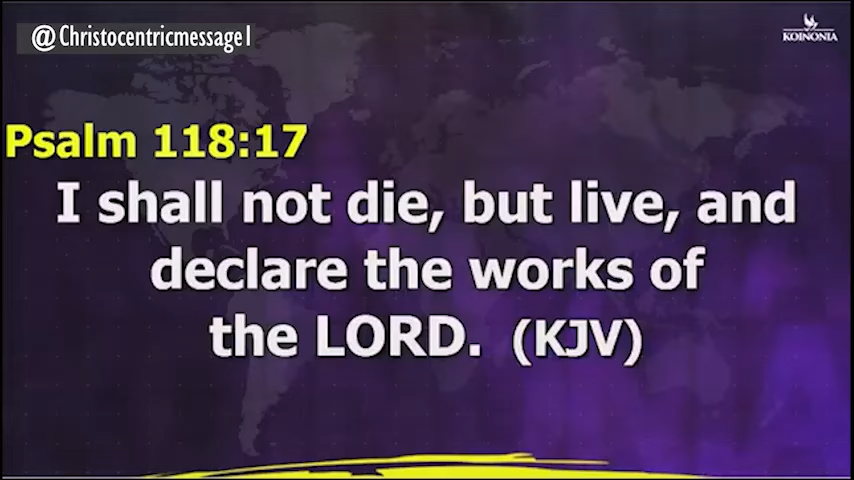 @Christocentricmessage1
KOINONIA
Psalm 118:17
I shall not die, but live, and
declare the works of
the LORD. (KJV)